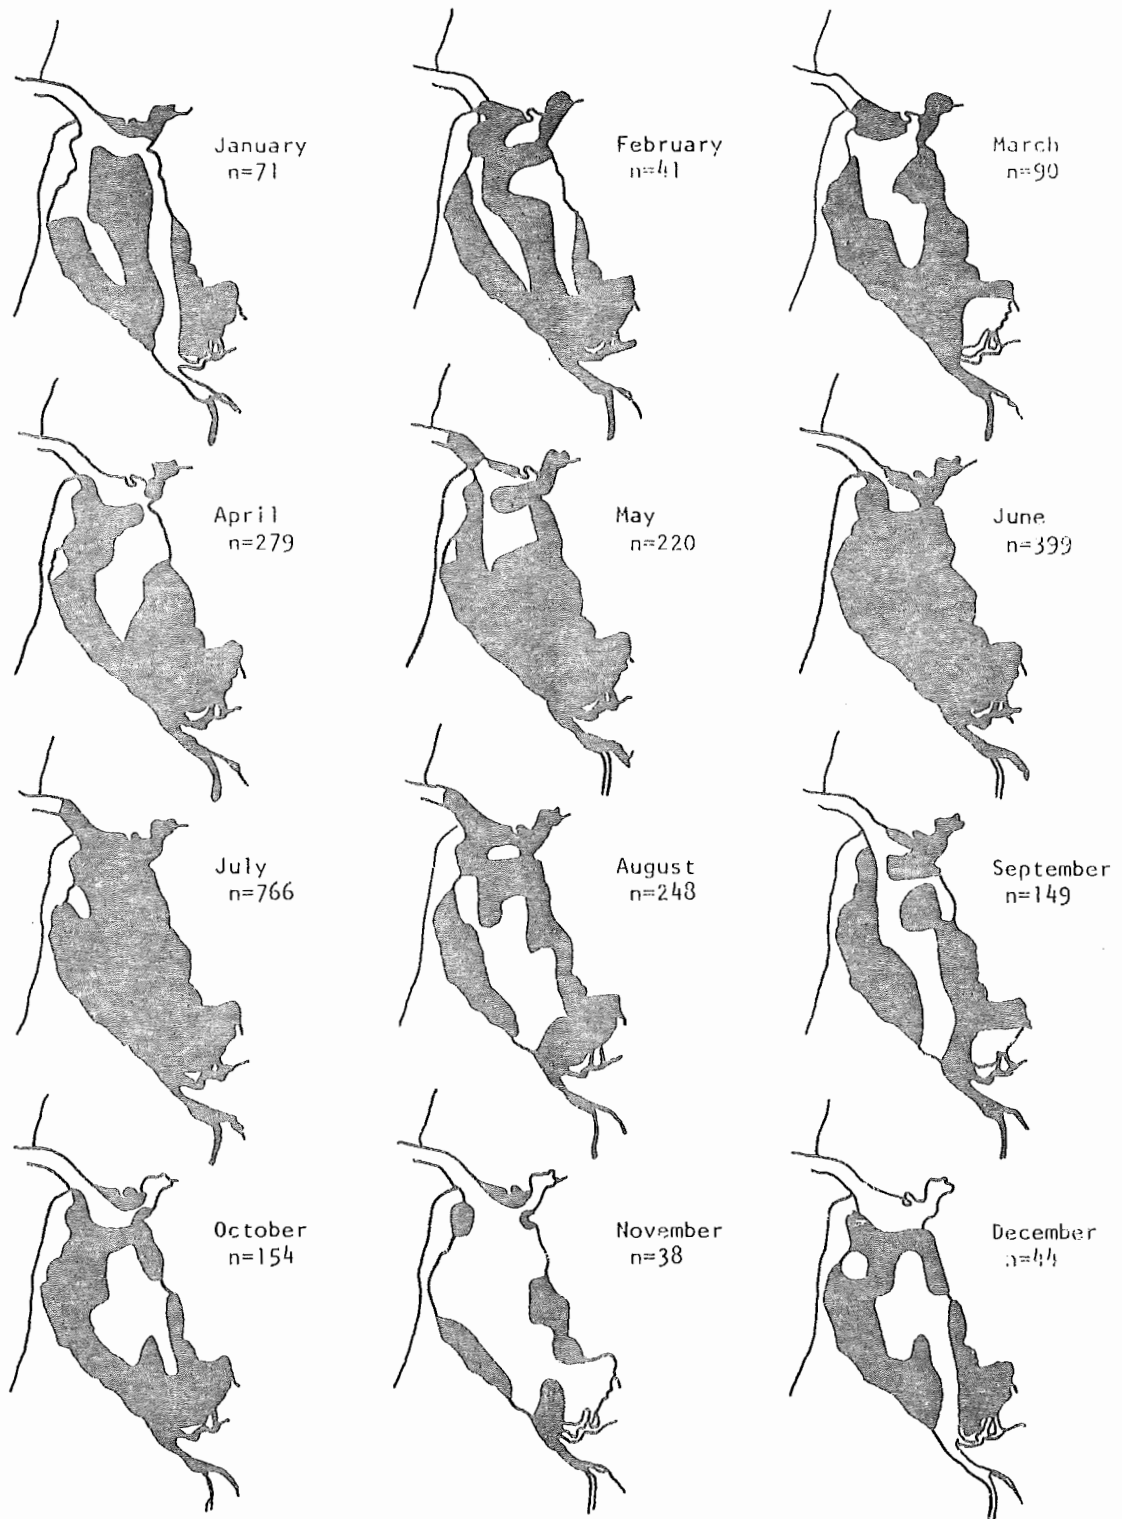 January
n=71
February
n=41
March
n=90
April
n=279
May
n=220
June
n=399
July
n=766
August
n=248
September
n=149
October
n=154
November
n=38
December
n=44